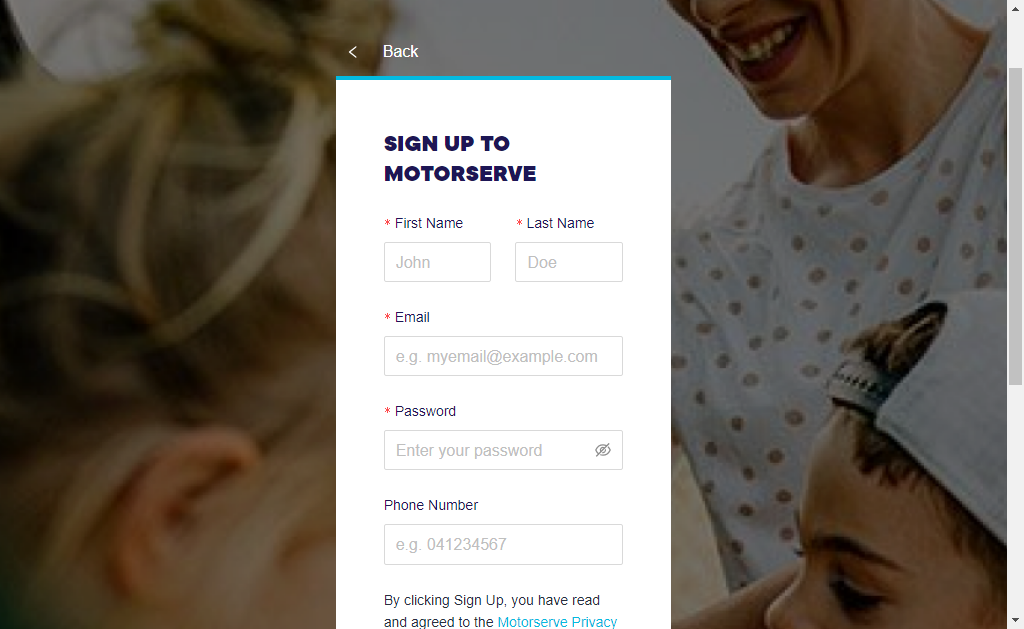 Back
SIGN UP TO
MOTORSERVE
* First Name * Last Name
John Doe
* Email
e.g. myemail@example.com
* Password
Enter your password
Phone Number
e.g. 041234567
By clicking Sign Up, you have read
and agreed to the Motorserve Privacy